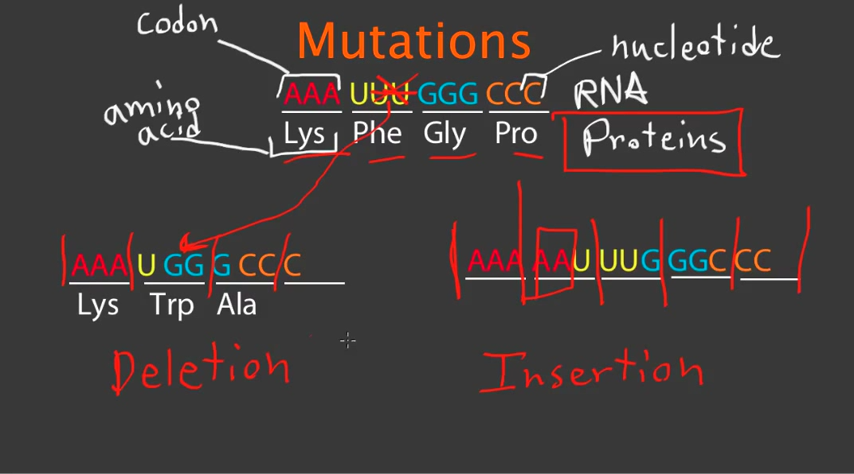 codon
Mutations
nucleotide
AAA UUU GGG CCC
RNA
amino
acid
Lys Phe Gly Pro
Proteins
AAA U GG G CC C
Lys Trp Ala
AAA AAU UUG GGC CC
Deletion
Insertion